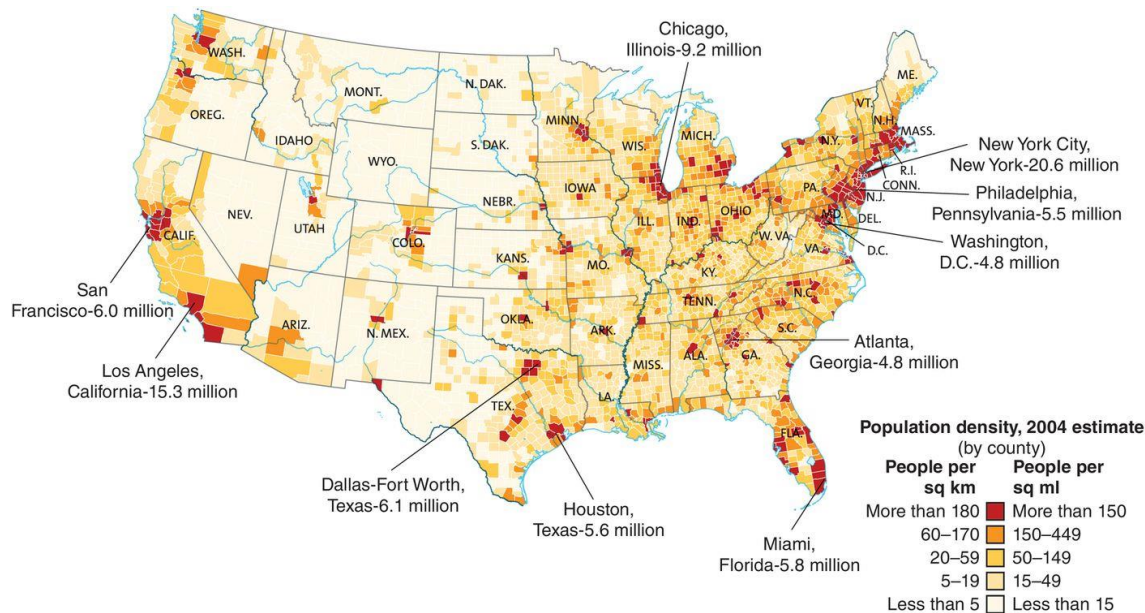 Chicago,
Illinois-9.2 million
WASH.
MONT.
N. DAK.
MINN.
ME.
VT.
N.H.
MASS.
OREG.
IDAHO
S. DAK.
WIS.
MICH.
N.Y.
New York City,
New York-20.6 million
R.I.
CONN.
WYO.
IOWA
PA.
N.J.
Philadelphia,
Pennsylvania-5.5 million
NEBR.
NEV.
UTAH
COLO.
ILL.
IND.
OHIO
MD.
DEL.
W. VA.
D.C.
Washington,
D.C.-4.8 million
CALIF.
KANS.
MO.
KY.
VA.
San
Francisco-6.0 million
ARIZ.
N. MEX.
OKLA.
ARK.
TENN.
N.C.
S.C.
Atlanta,
Georgia-4.8 million
Los Angeles,
California-15.3 million
TEX.
LA.
MISS.
ALA.
GA.
FLA.
Dallas-Fort Worth,
Texas-6.1 million
Houston,
Texas-5.6 million
Miami,
Florida-5.8 million
Population density, 2004 estimate
(by county)
People per People per
sq km sq ml
More than 180 More than 150
60–170 150–449
20–59 50–149
5–19 15–49
Less than 5 Less than 15